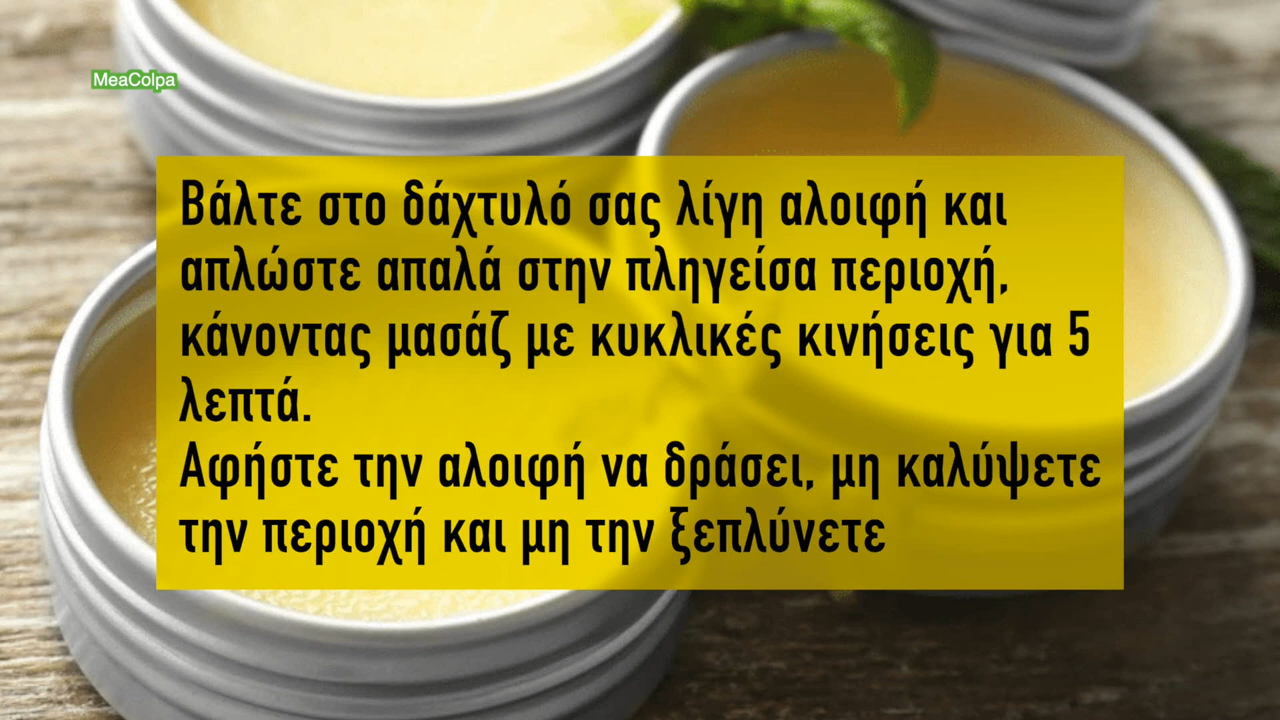 MeaColpa
Βάλτε στο δάχτυλό σας λίγη αλοιφή και
απλώστε απαλά στην πληγείσα περιοχή,
κάνοντας μασάζ με κυκλικές κινήσεις για 5
λεπτά.
Αφήστε την αλοιφή να δράσει, μη καλύψετε
την περιοχή και μη την ξεπλύνετε